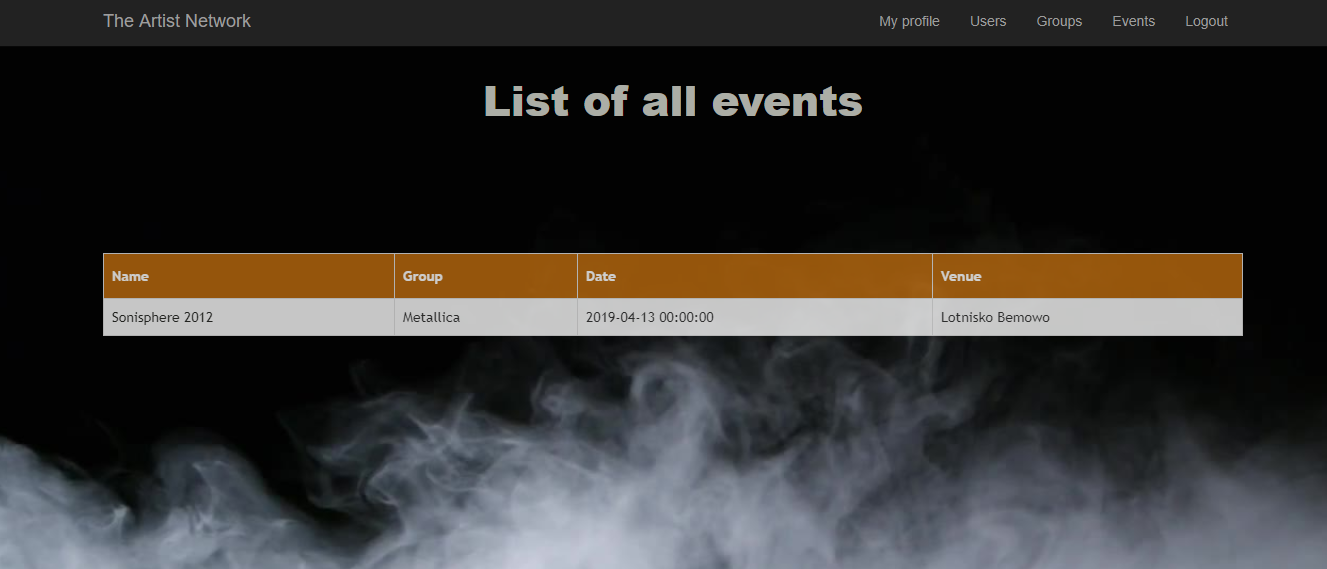 The Artist Network My profile Users Groups Events Logout
List of all events
Name Group Date Venue
Sonisphere 2012 Metallica 2019-04-13 00:00:00 Lotnisko Bemowo